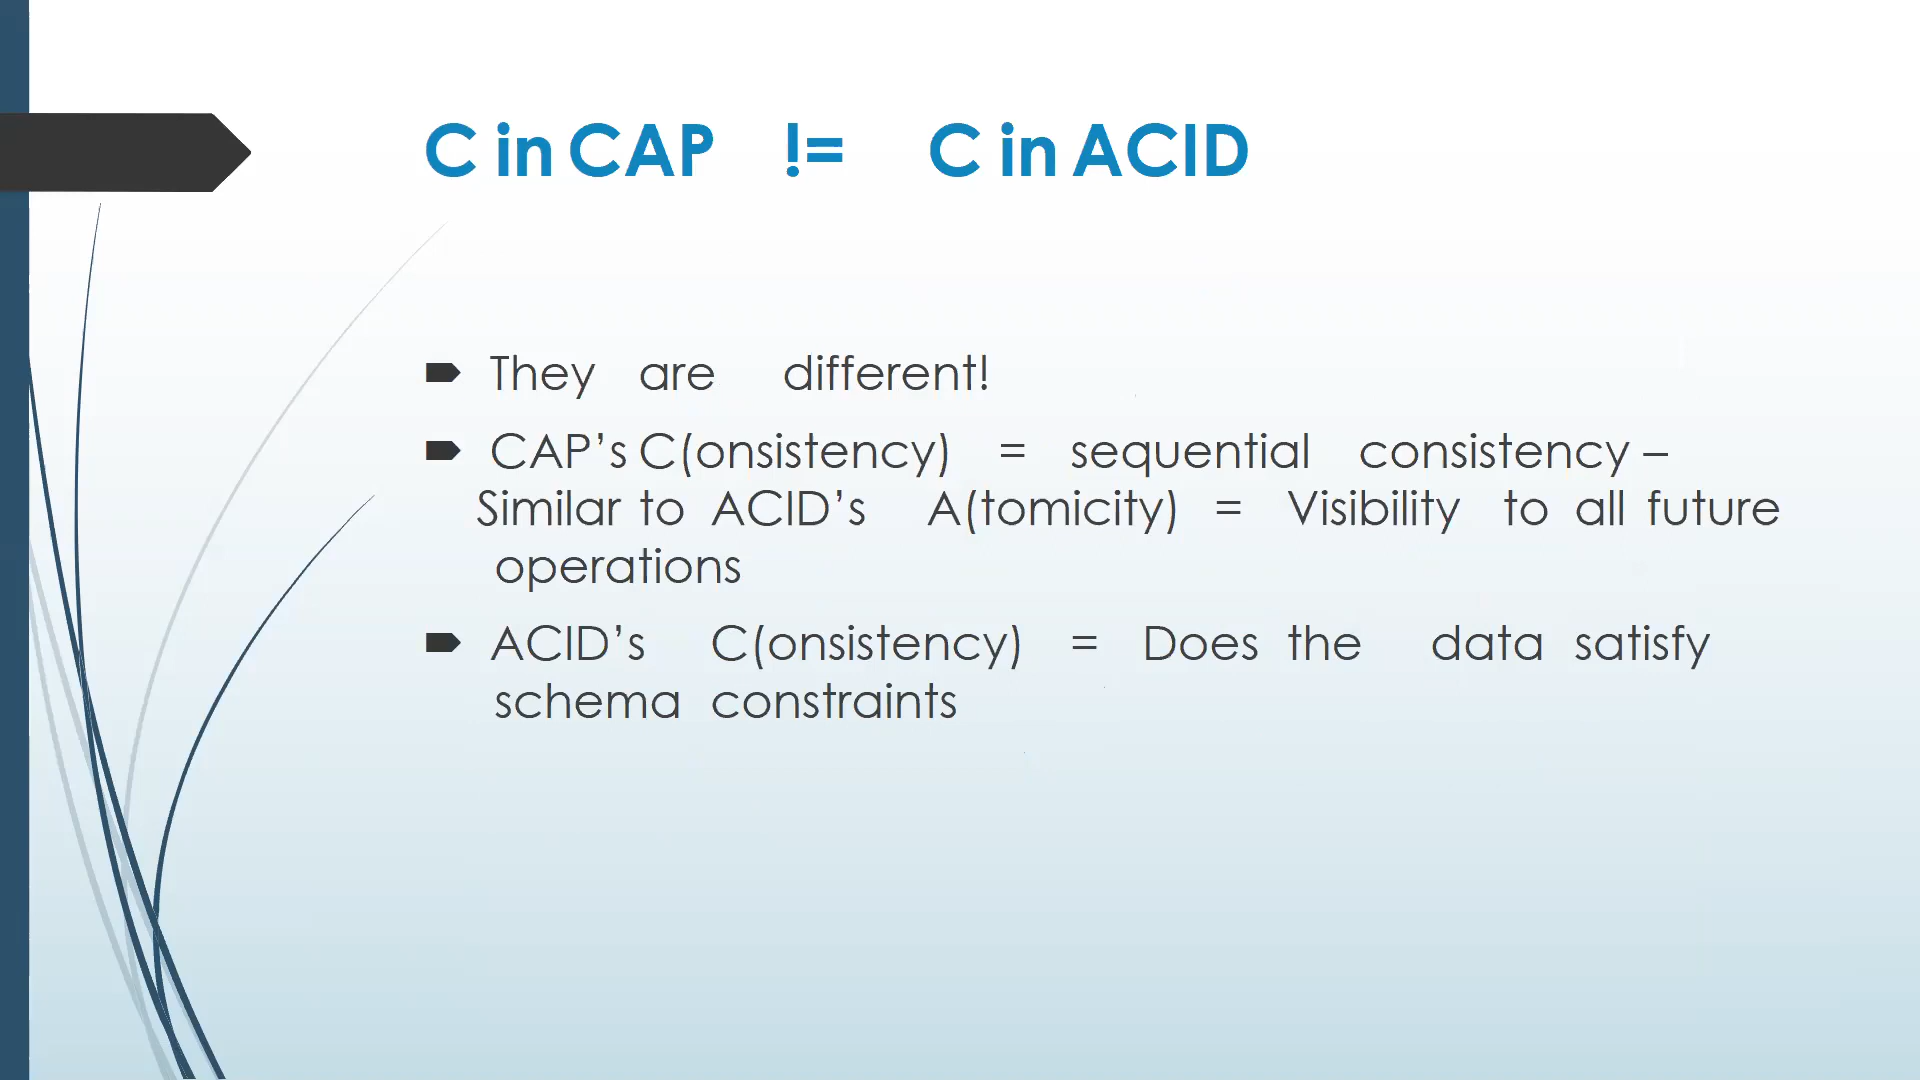 C in CAP != C in ACID
They are different!
CAP’s C(onsistency) = sequential consistency –
Similar to ACID’s A(tomicity) = Visibility to all future
operations
ACID’s C(onsistency) = Does the data satisfy
schema constraints